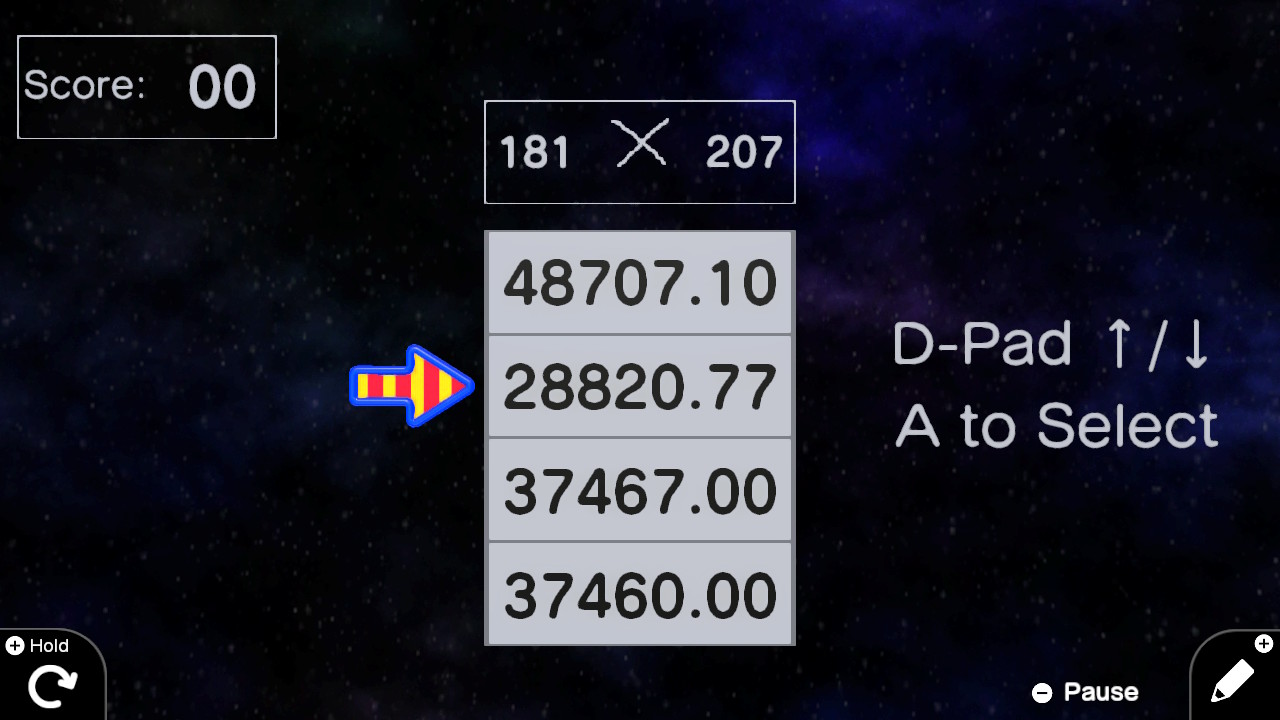 Score: 00
181 × 207
48707.10
28820.77
37467.00
37460.00
D-Pad ↑/↓
A to Select
Hold
Pause